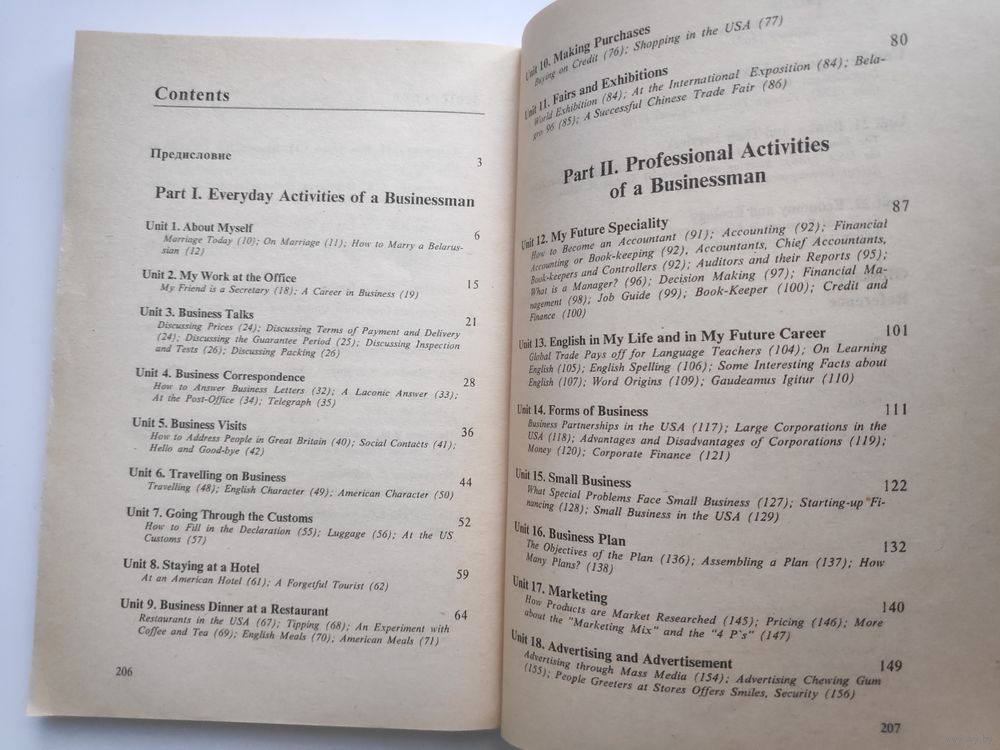 Contents
Предисловие 3
Part I. Everyday Activities of a Businessman
Unit 1. About Myself 6
Marriage Today (10); On Marriage (11); How to Marry a Belarus-
sian (12)
Unit 2. My Work at the Office 15
My Friend is a Secretary (18); A Career in Business (19)
Unit 3. Business Talks 21
Discussing Prices (24); Discussing Terms of Payment and Delivery
(24); Discussing the Guarantee Period (25); Discussing Inspection
and Tests (26); Discussing Packing (26)
Unit 4. Business Correspondence 28
How to Answer Business Letters (32); A Laconic Answer (33);
At the Post-Office (34); Telegraph (35)
Unit 5. Business Visits 36
How to Address People in Great Britain (40); Social Contacts (41);
Hello and Good-bye (42)
Unit 6. Travelling on Business 44
Travelling (48); English Character (49); American Character (50)
Unit 7. Going Through the Customs 52
How to Fill in the Declaration (55); Luggage (56); At the US
Customs (57)
Unit 8. Staying at a Hotel 59
At an American Hotel (61); A Forgetful Tourist (62)
Unit 9. Business Dinner at a Restaurant 64
Restaurants in the USA (67); Tipping (68); An Experiment with
Coffee and Tea (69); English Meals (70), American Meals (71)
206
Unit 10. Making Purchases
Buying on Credit (76); Shopping in the USA (77)
Unit 11. Fairs and Exhibitions 80
World Exhibition (84); At the International Exposition (84); Bela-
gro 96 (85); A Successful Chinese Trade Fair (86)
Part II. Professional Activities
of a Businessman
Unit 12. My Future Speciality 87
How to Become an Accountant (91); Accounting (92); Financial
Accounting or Book-keeping (92), Accountants, Chief Accountants,
Book-keepers and Controllers (92); Auditors and their Reports (95);
What is a Manager? (96); Decision Making (97); Financial Ma-
nagement (98); Job Guide (99); Book-Keeper (100); Credit and
Finance (100)
Unit 13. English in My Life and in My Future Career 101
Global Trade Pays off for Language Teachers (104); On Learning
English (105); English Spelling (106); Some Interesting Facts about
English (107); Word Origins (109); Gaudeamus Igitur (110)
Unit 14. Forms of Business 111
Business Partnerships in the USA (117); Large Corporations in the
USA (118); Advantages and Disadvantages of Corporations (119);
Money (120); Corporate Finance (121)
Unit 15. Small Business 122
What Special Problems Face Small Business (127); Starting-up Fi-
nancing (128); Small Business in the USA (129)
Unit 16. Business Plan 132
The Objectives of the Plan (136); Assembling a Plan (137); How
Many Plans? (138)
Unit 17. Marketing 140
How Products are Market Researched (145); Pricing (146); More
about the "Marketing Mix" and the "4 P`s" (147)
Unit 18. Advertising and Advertisement 149
Advertising through Mass Media (154); Advertising Chewing Gum
(155); People Greeters at Stores Offers Smiles, Security (156)
207